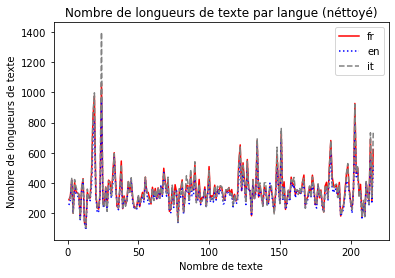 Nombre de longueurs de texte par langue (néttoyé)
Nombre de longueurs de texte
1400
1200
1000
800
600
400
200
0
50
100
150
200
Nombre de texte
fr
en
it